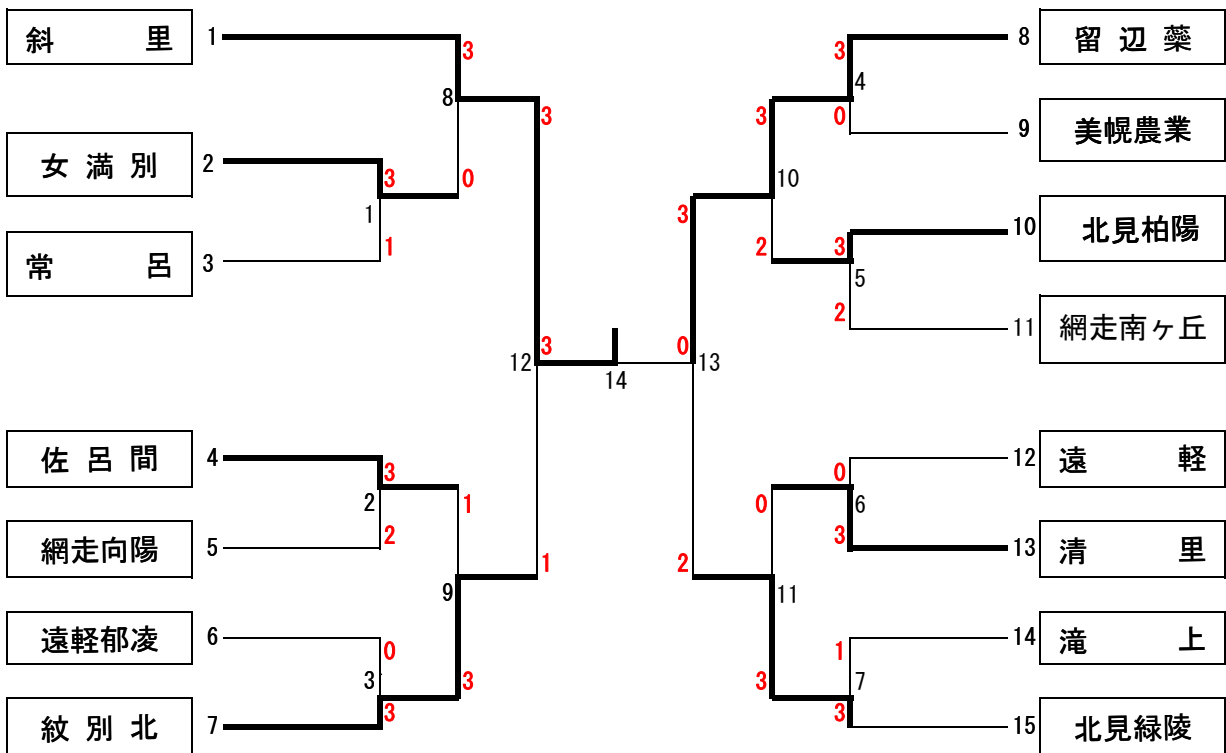 斜里 1
3
8
3
女満別 2
3
0
1
1
常呂 3
3
12
佐呂間 4
3
1
2
2
網走向陽 5
1
9
遠軽郁凌 6
0
3
3
3
紋別北 7
14
3 8 留辺薬
4
3 0
9 美幌農業
10
3
10 北見柏陽
2 3
5
2
11 網走南ヶ丘
0 13
12 遠軽
0
0 6
3
13 清里
2
11
14 滝上
1
3 7
3
15 北見緑陵